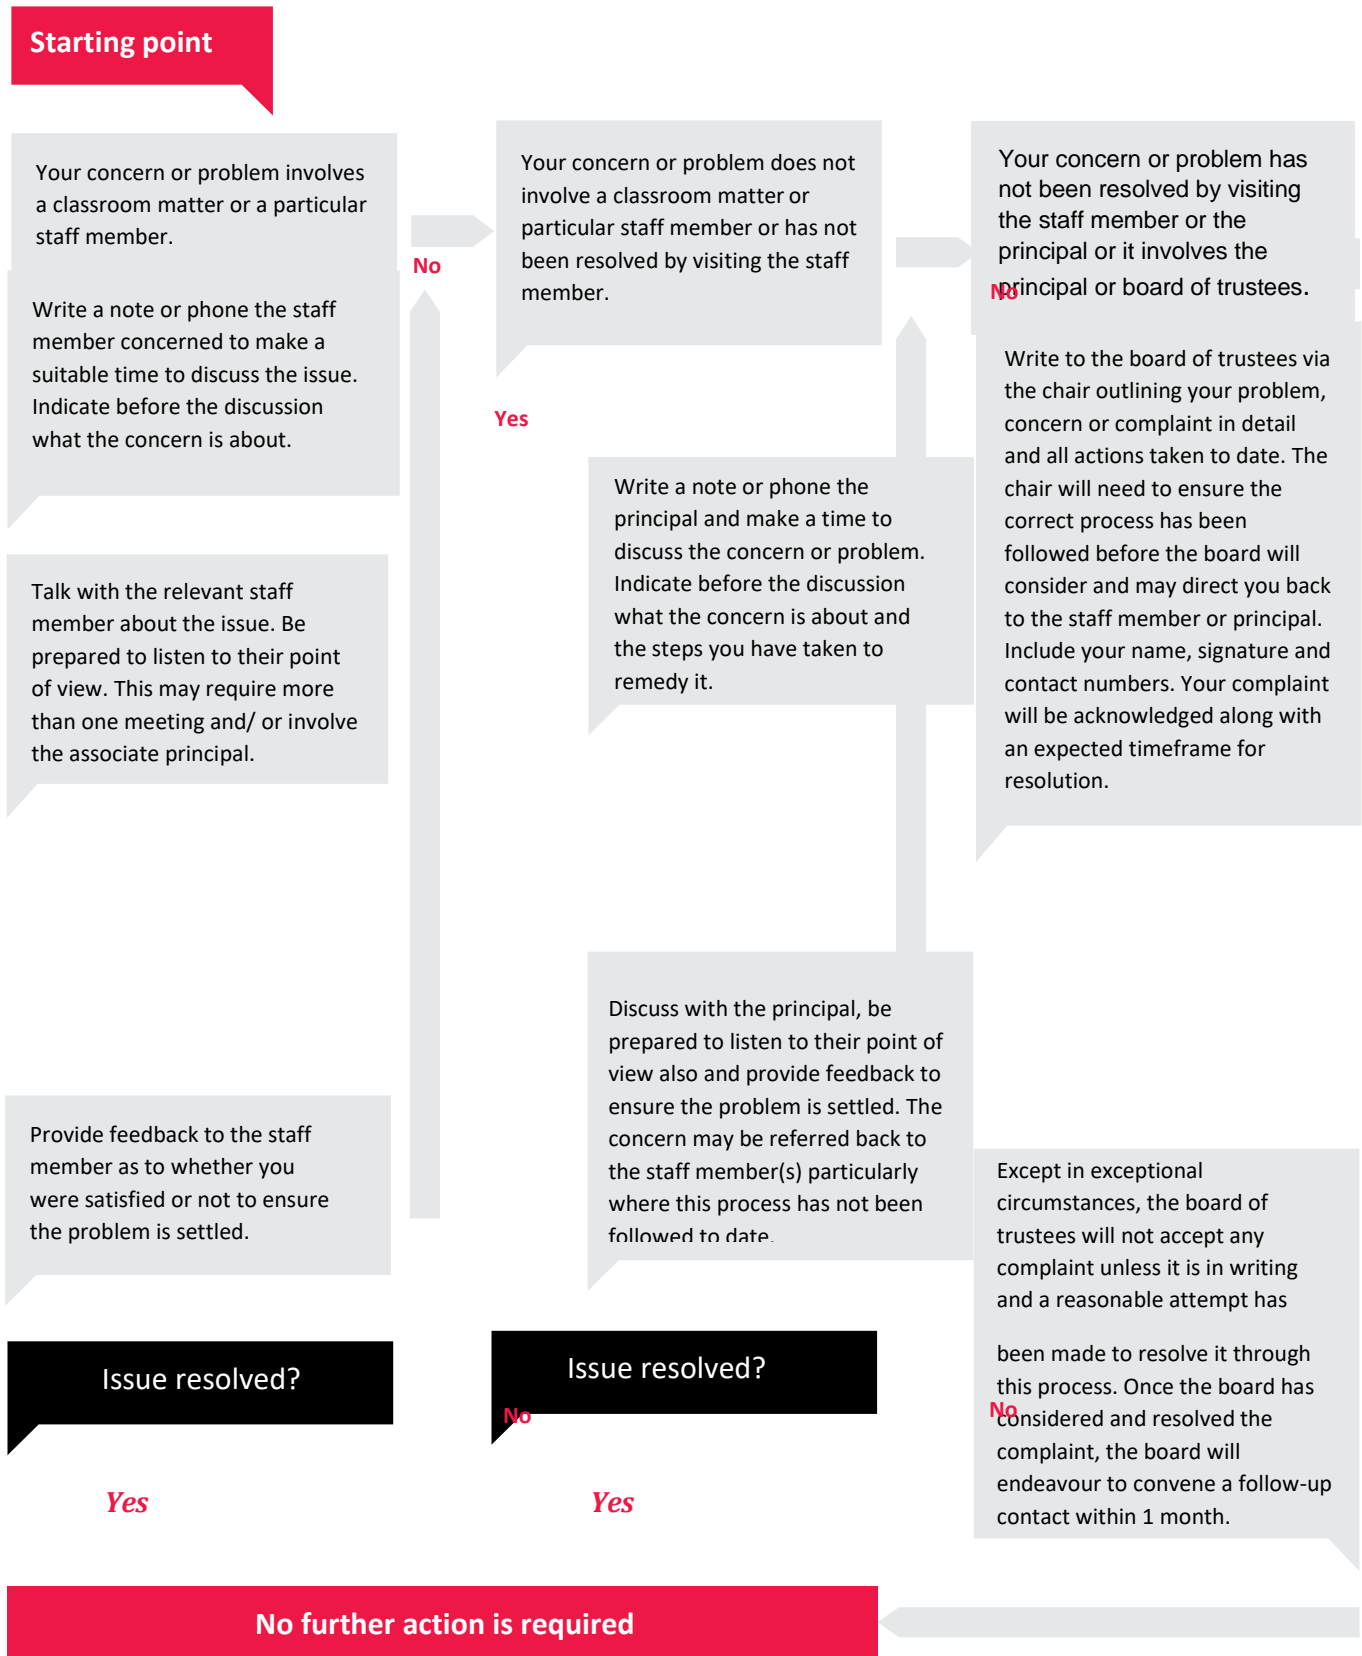 Starting point
Your concern or problem involves
a classroom matter or a particular
staff member.
No
Write a note or phone the staff
member concerned to make a
suitable time to discuss the issue.
Indicate before the discussion
what the concern is about.
Talk with the relevant staff
member about the issue. Be
prepared to listen to their point
of view. This may require more
than one meeting and/ or involve
the associate principal.
Provide feedback to the staff
member as to whether you
were satisfied or not to ensure
the problem is settled.
Issue resolved?
Yes
Your concern or problem does not
involve a classroom matter or
particular staff member or has not
been resolved by visiting the staff
member.
Yes
Write a note or phone the
principal and make a time to
discuss the concern or problem.
Indicate before the discussion
what the concern is about and
the steps you have taken to
remedy it.
Discuss with the principal, be
prepared to listen to their point of
view also and provide feedback to
ensure the problem is settled. The
concern may be referred back to
the staff member(s) particularly
where this process has not been
followed to date.
Issue resolved?
No
Yes
Your concern or problem has
not been resolved by visiting
the staff member or the
principal or it involves the
principal or board of trustees.
No
Write to the board of trustees via
the chair outlining your problem,
concern or complaint in detail
and all actions taken to date. The
chair will need to ensure the
correct process has been
followed before the board will
consider and may direct you back
to the staff member or principal.
Include your name, signature and
contact numbers. Your complaint
will be acknowledged along with
an expected timeframe for
resolution.
Except in exceptional
circumstances, the board of
trustees will not accept any
complaint unless it is in writing
and a reasonable attempt has
been made to resolve it through
this process. Once the board has
No
considered and resolved the
complaint, the board will
endeavour to convene a follow-up
contact within 1 month.
No further action is required